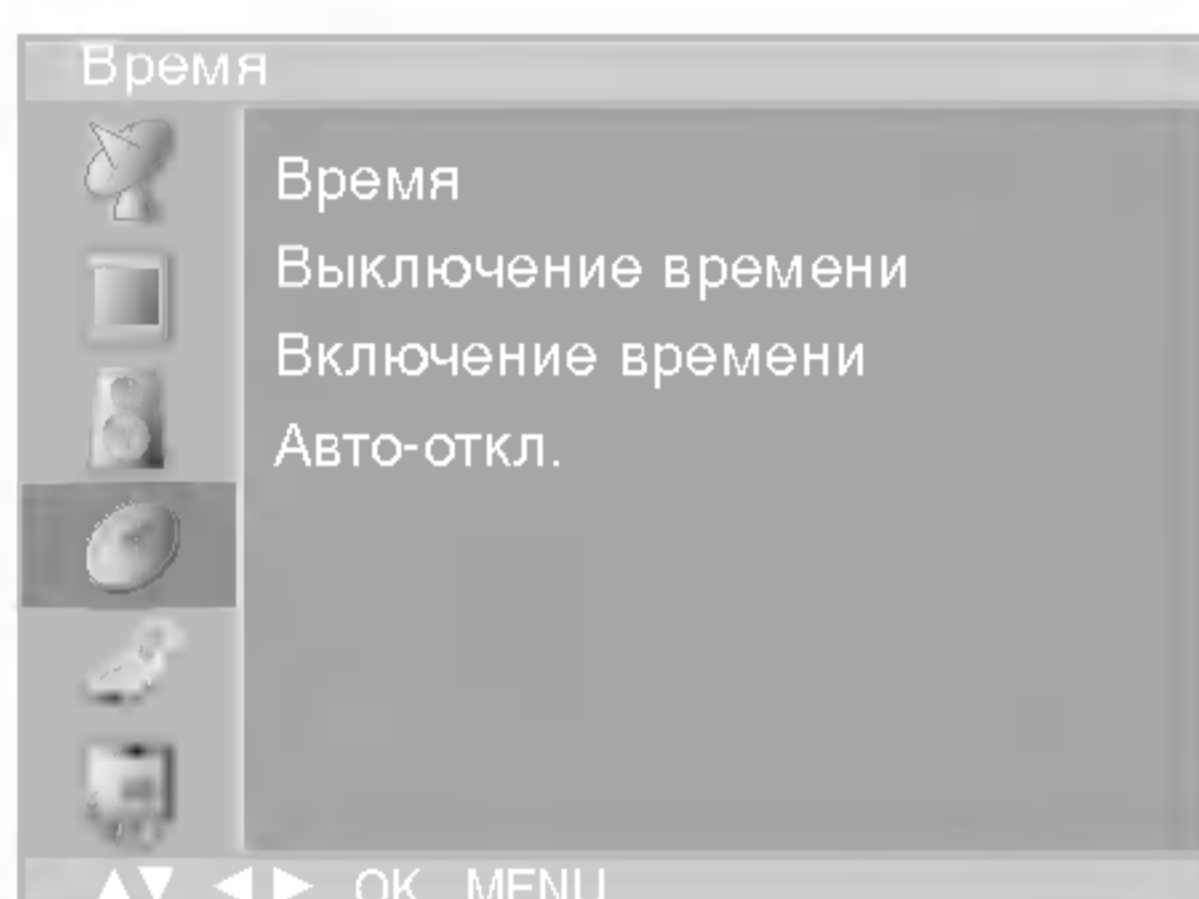 Время
Время
Выключение времени
Включение времени
Авто-откл.
▲▼ ◀ ▶ OK MENU